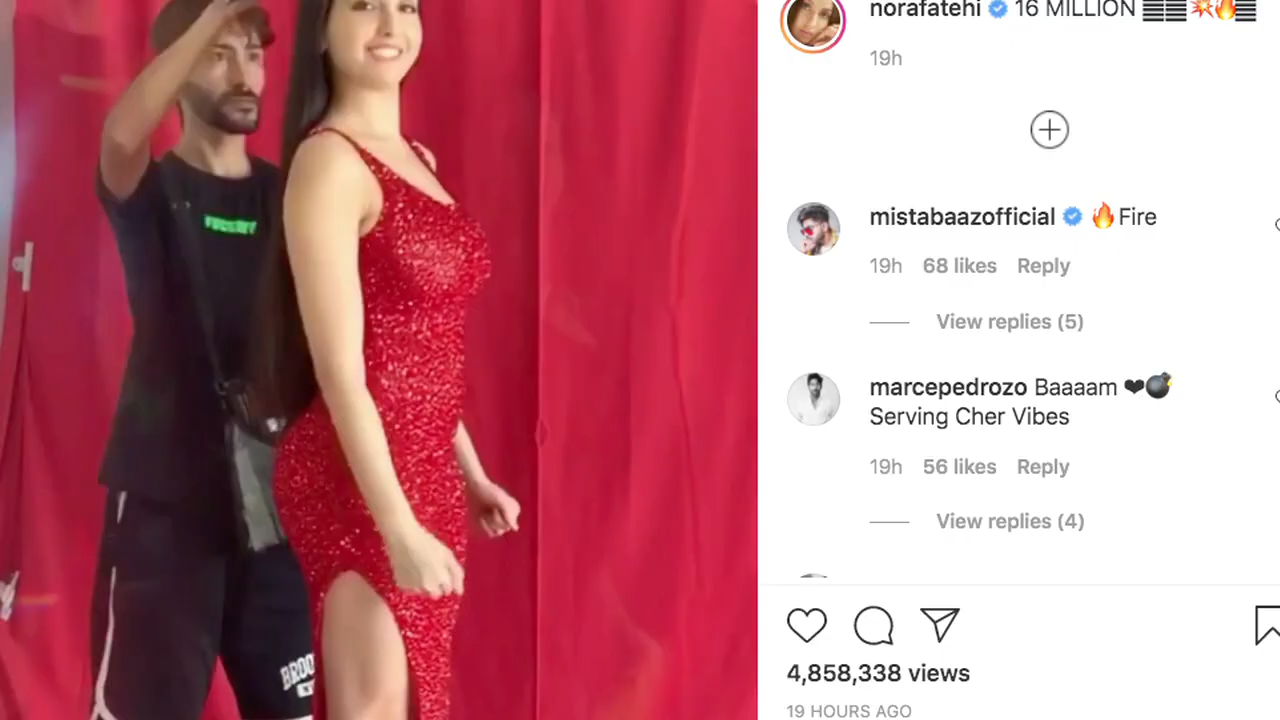 norafatehi 16 MILLION
19h
mistabaazofficial 🔥Fire
19h 68 likes Reply
View replies (5)
marcepedrozo Baaaam ❤💣
Serving Cher Vibes
19h 56 likes Reply
View replies (4)
4,858,338 views
19 HOURS AGO